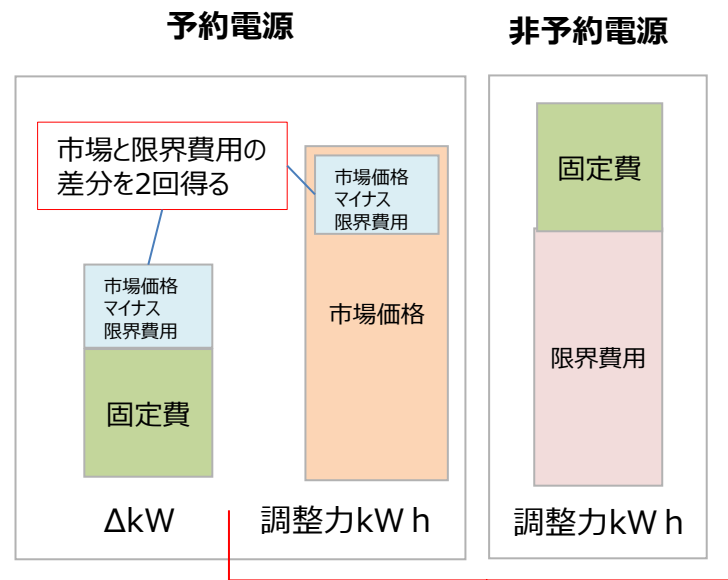 予約電源
非予約電源
市場と限界費用の
差分を2回得る
市場価格
マイナス
限界費用
固定費
ΔkW
市場価格
マイナス
限界費用
市場価格
調整力kWｈ
固定費
限界費用
調整力kWｈ